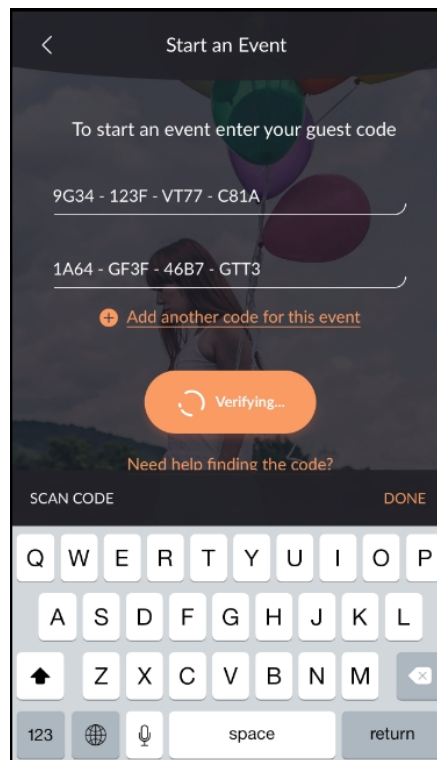 Start an Event
To start an event enter your guest code
9G34 - 123F - VT77 - C81A
1A64 - GF3F - 46B7 - GTT3
Add another code for this event
Verifying...
Need help finding the code?
SCAN CODE DONE
Q W E R T Y U I O P
A S D F G H J K L
Z X C V B N M
123 space return